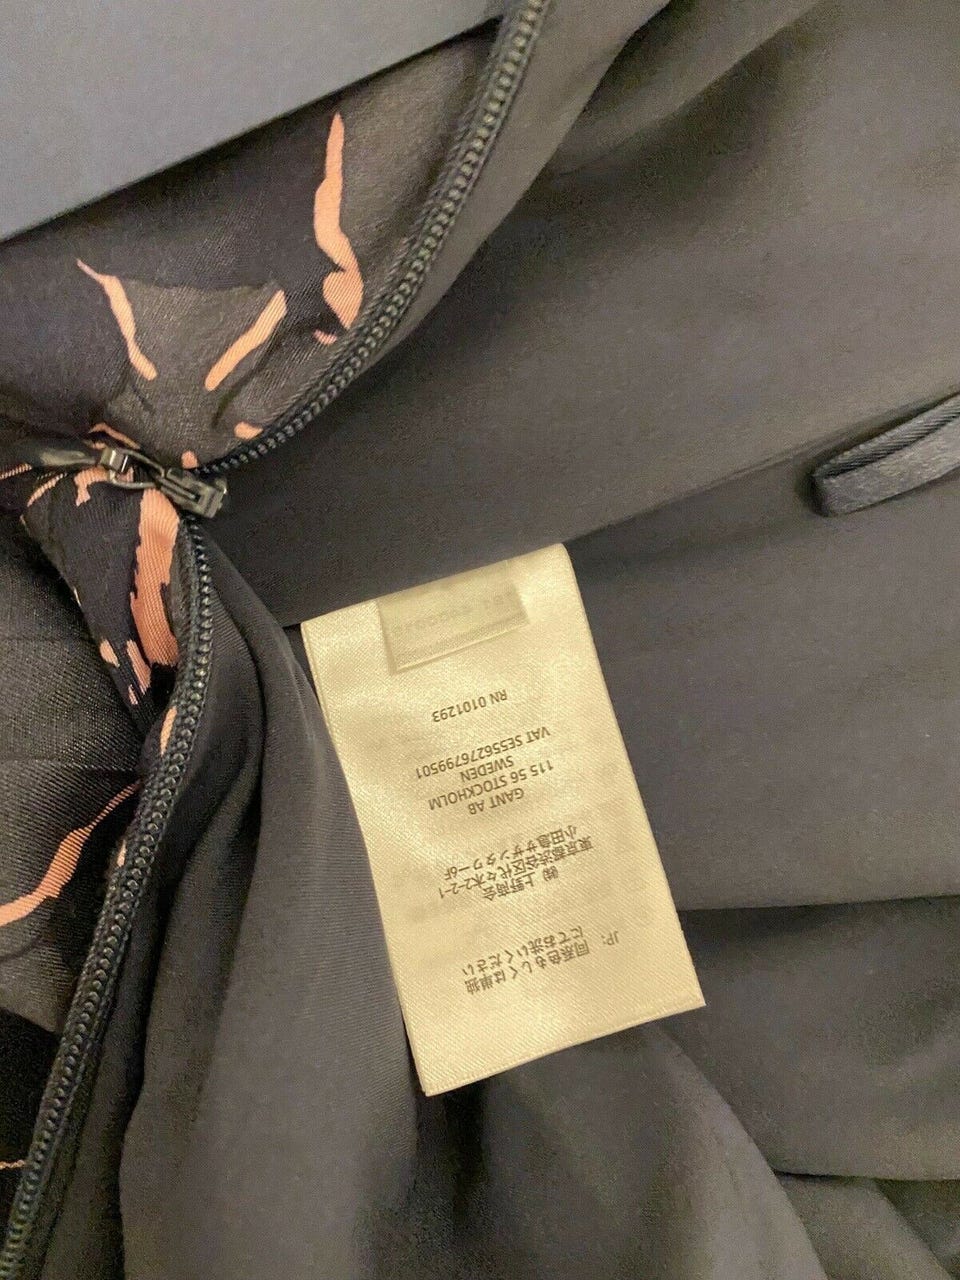 JP: 同系色もしくは単独
にてお洗いください
㈱ 上野商会
東京都渋谷区代々木2-2-1
小田急サザンタワー6F
GANT AB
115 56 STOCKHOLM
SWEDEN
VAT SE556276799501
RN 0101293